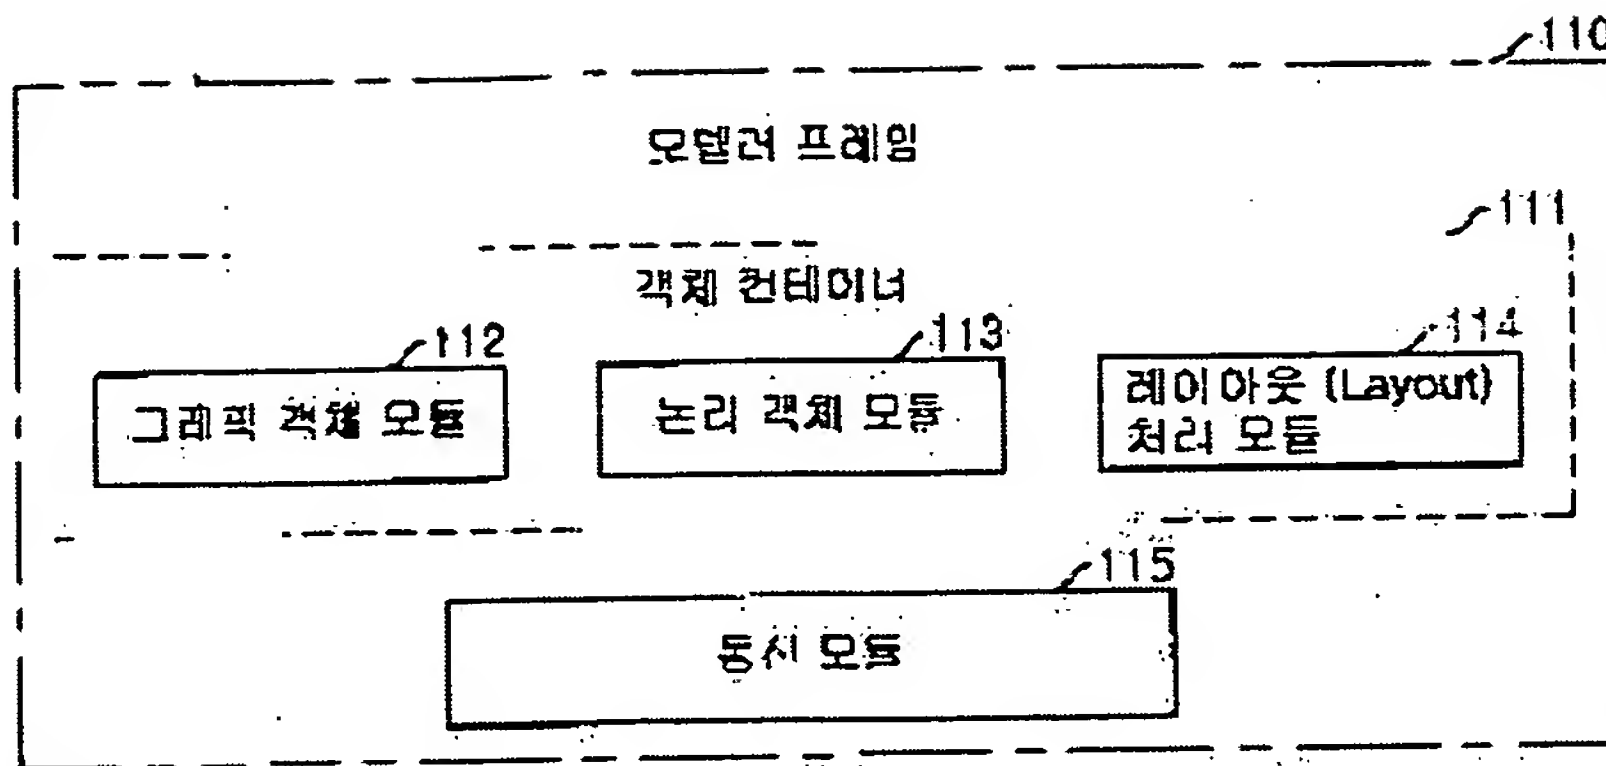 110
모델러 프레임
111
객체 컨테이너
112
113
114
그래픽 객체 모듈
논리 객체 모듈
레이아웃 (Layout)
처리 모듈
115
통신 모듈